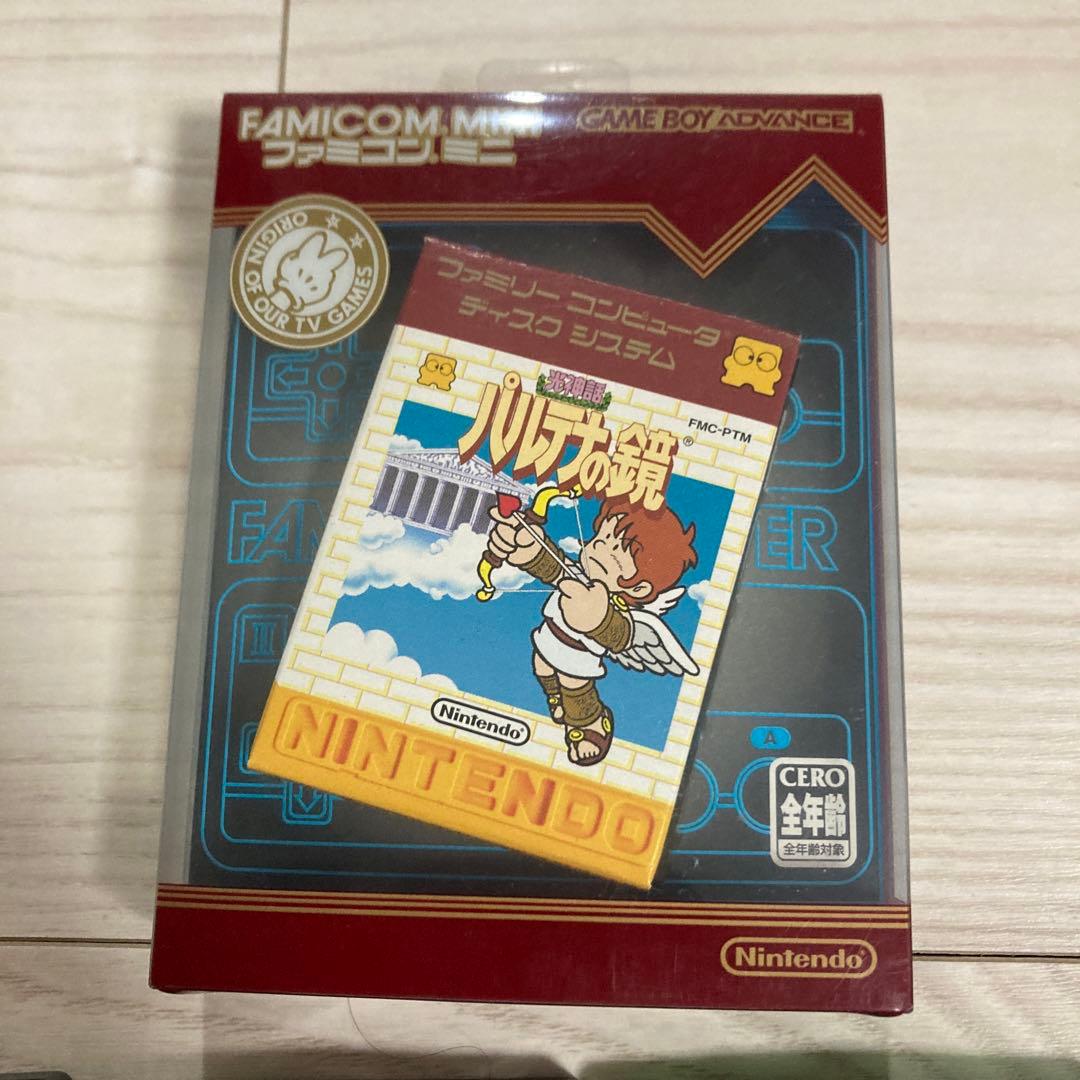 FAMICOM MINI
ファミコン ミニ
GAME BOY ADVANCE
ORIGIN OF OUR TV GAMES
ファミリー コンピュータ
ディスク システム
光神話
パルテナの鏡®
FMC-PTM
Nintendo®
NINTENDO
FAM
ER
II
A
CERO
全年齢
全年齢対象
Nintendo